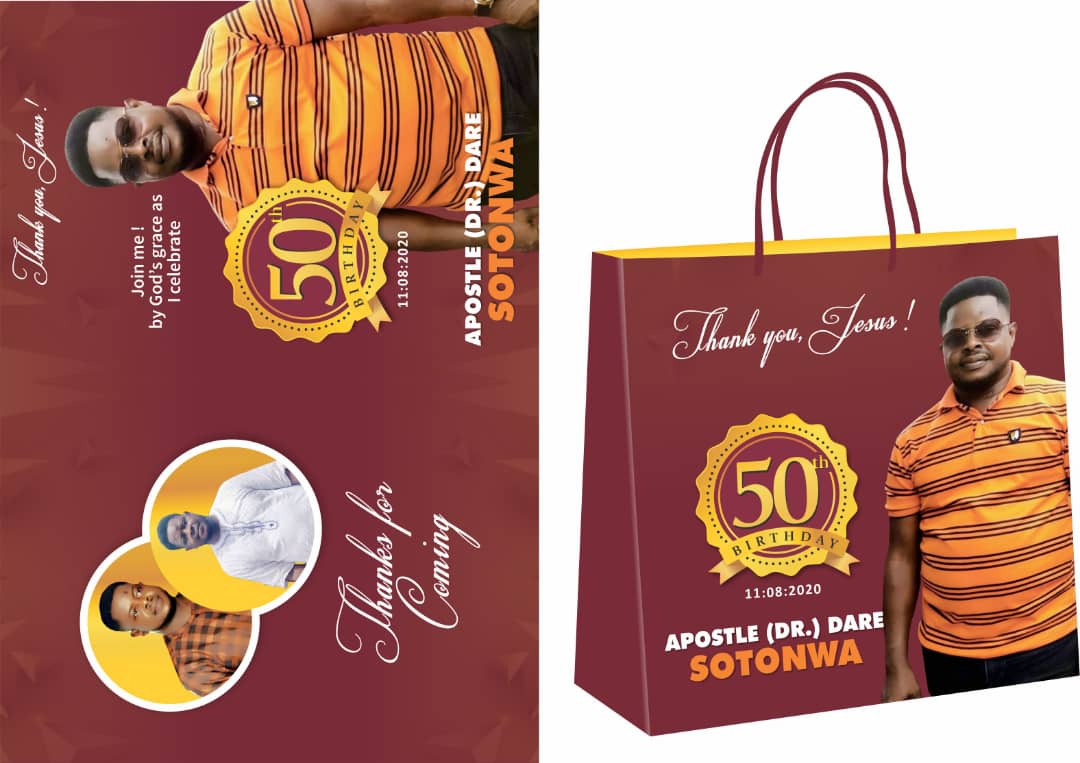 Thank you, Jesus !
Join me !
by God's grace as
I celebrate
50th
BIRTHDAY
11:08:2020
APOSTLE (DR.) DARE
SOTONWA
Thanks for
Coming
Thank you, Jesus !
50th
BIRTHDAY
11:08:2020
APOSTLE (DR.) DARE
SOTONWA